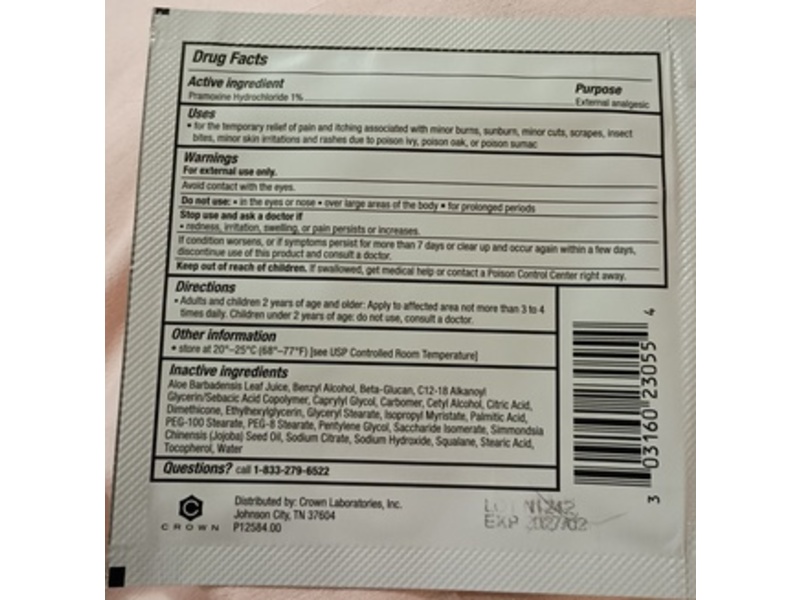 Drug Facts
Active ingredient Purpose
Pramoxine Hydrochloride 1% External analgesic
Uses
• for the temporary relief of pain and itching associated with minor burns, sunburn, minor cuts, scrapes, insect
bites, minor skin irritations and rashes due to poison ivy, poison oak, or poison sumac
Warnings
For external use only.
Avoid contact with the eyes.
Do not use: • in the eyes or nose • over large areas of the body • for prolonged periods
Stop use and ask a doctor if
• redness, irritation, swelling, or pain persists or increases.
If condition worsens, or if symptoms persist for more than 7 days or clear up and occur again within a few days,
discontinue use of this product and consult a doctor.
Keep out of reach of children. If swallowed, get medical help or contact a Poison Control Center right away.
Directions
• Adults and children 2 years of age and older: Apply to affected area not more than 3 to 4
times daily. Children under 2 years of age: do not use, consult a doctor.
Other information
• store at 20°–25°C (68°–77°F) [see USP Controlled Room Temperature]
Inactive ingredients
Aloe Barbadensis Leaf Juice, Benzyl Alcohol, Beta-Glucan, C12-18 Alkanoyl
Glycerin/Sebacic Acid Copolymer, Caprylyl Glycol, Carbomer, Cetyl Alcohol, Citric Acid,
Dimethicone, Ethylhexylglycerin, Glyceryl Stearate, Isopropyl Myristate, Palmitic Acid,
PEG-100 Stearate, PEG-8 Stearate, Pentylene Glycol, Saccharide Isomerate, Simmondsia
Chinensis (Jojoba) Seed Oil, Sodium Citrate, Sodium Hydroxide, Squalane, Stearic Acid,
Tocopherol, Water
Questions? call 1-833-279-6522
3 03160 23055 4
CROWN
Distributed by: Crown Laboratories, Inc.
Johnson City, TN 37604
P12584.00
LOT
EXP 2027/02